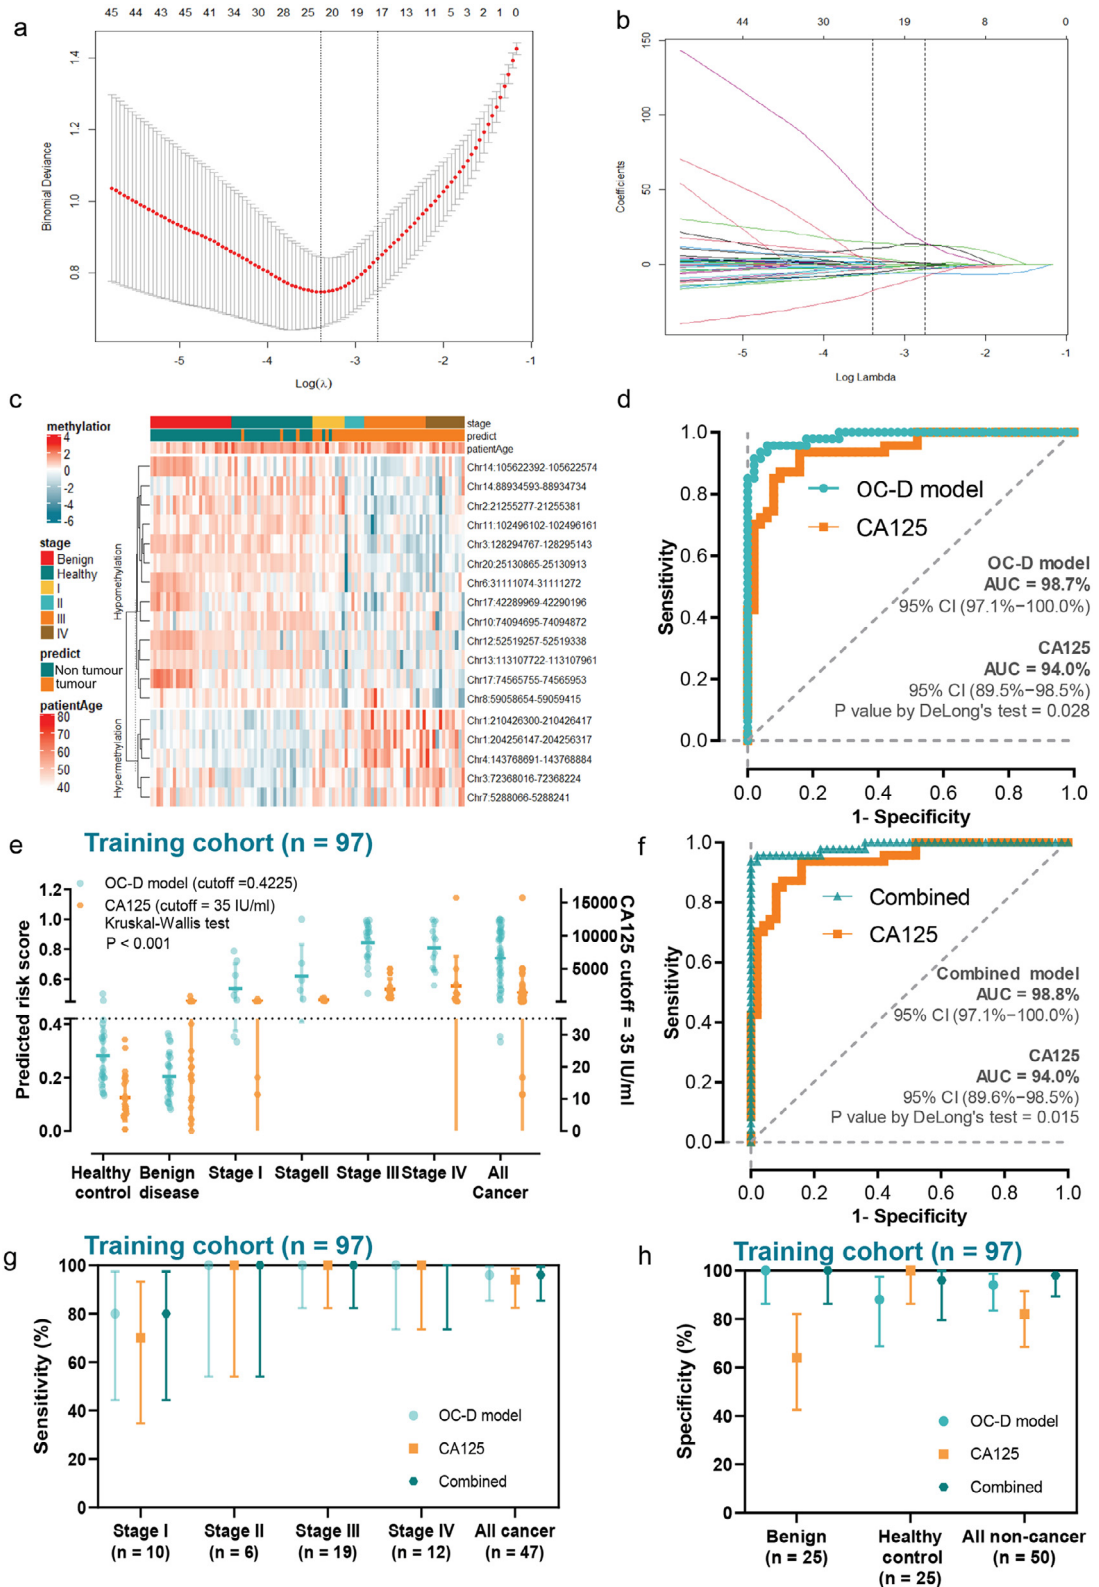 a
45 44 43 45 41 34 30 28 25 21 19 17 13 11 5 3 2 1 0
Binomial Deviance
1.4
1.2
1.0
0.8
-5 -4 -3 -2 -1
Log(λ)
b
44 30 19 8 0
Coefficients
150
100
50
0
-5 -4 -3 -2 -1
Log Lambda
c
methylation
4
2
0
-2
-4
-6
stage
Benign
Healthy
I
II
III
IV
predict
Non tumour
tumour
patientAge
80
70
60
50
40
Hypomethylation
Hypermethylation
stage
predict
patientAge
Chr14:105622392-105622574
Chr14.88934593-88934734
Chr2.21255277-21255381
Chr11:102496102-102496161
Chr3:128294767-128295143
Chr20:25130865-25130913
Chr6:31111074-31111272
Chr17:42289969-42290196
Chr10:74094695-74094872
Chr12:52519257-52519338
Chr13:113107722-113107961
Chr17:74565755-74565953
Chr8:59058654-59059415
Chr1:210426300-210426417
Chr1:204256147-204256317
Chr4:143768691-143768884
Chr3:72368016-72368224
Chr7:5288066-5288241
d
Sensitivity
1.0
0.8
0.6
0.4
0.2
0.0
OC-D model
CA125
OC-D model
AUC = 98.7%
95% CI (97.1%−100.0%)
CA125
AUC = 94.0%
95% CI (89.5%−98.5%)
P value by DeLong's test = 0.028
0.0 0.2 0.4 0.6 0.8 1.0
1- Specificity
e
Training cohort (n = 97)
OC-D model (cutoff =0.4225)
CA125 (cutoff = 35 IU/ml)
Kruskal-Wallis test
P < 0.001
Predicted risk score
1.2
1.0
0.8
0.6
0.4
0.2
0.0
15000
10000
5000
30
20
10
0
CA125 cutoff = 35 IU/ml
Healthy control
Benign disease
Stage I
StageII
Stage III
Stage IV
All Cancer
f
Sensitivity
1.0
0.8
0.6
0.4
0.2
0.0
Combined
CA125
Combined model
AUC = 98.8%
95% CI (97.1%−100.0%)
CA125
AUC = 94.0%
95% CI (89.6%−98.5%)
P value by DeLong's test = 0.015
0.0 0.2 0.4 0.6 0.8 1.0
1- Specificity
g
Training cohort (n = 97)
Sensitivity (%)
100
80
60
40
20
0
OC-D model
CA125
Combined
Stage I (n = 10)
Stage II (n = 6)
Stage III (n = 19)
Stage IV (n = 12)
All cancer (n = 47)
h
Training cohort (n = 97)
Specificity (%)
100
80
60
40
20
0
OC-D model
CA125
Combined
Benign (n = 25)
Healthy control (n = 25)
All non-cancer (n = 50)